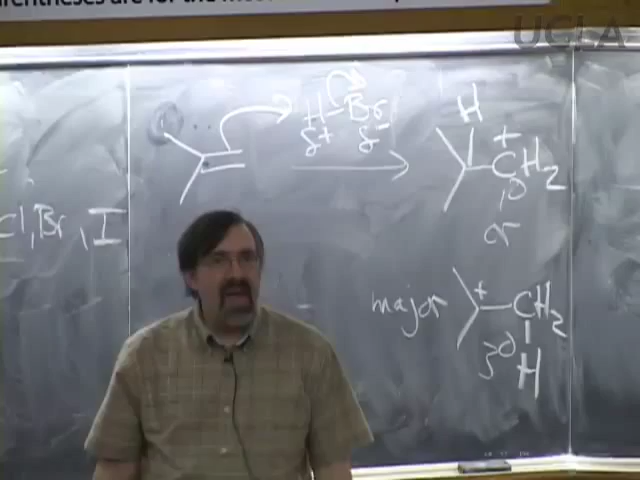 UCLA
H-Br
δ+ δ-
H
+
CH2
1°
or
Cl, Br, I
major
+
CH2
3°
H